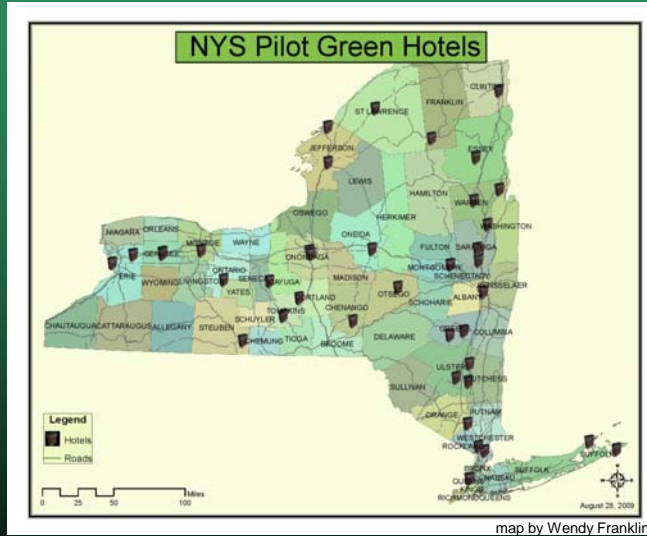 NYS Pilot Green Hotels
CLINTON
FRANKLIN
ST LAWRENCE
ESSEX
JEFFERSON
LEWIS
HAMILTON
WARREN
WASHINGTON
OSWEGO
HERKIMER
ONEIDA
NIAGARA
ORLEANS
MONROE
WAYNE
FULTON
SARATOGA
GENESEE
ONONDAGA
MADISON
MONTGOMERY
SCHENECTADY
ERIE
WYOMING
LIVINGSTON
ONTARIO
SENECA
CAYUGA
OTSEGO
RENSSELAER
YATES
CORTLAND
CHENANGO
SCHOHARIE
ALBANY
CHAUTAUQUA
CATTARAUGUS
ALLEGANY
STEUBEN
SCHUYLER
TOMPKINS
CHEMUNG
TIOGA
BROOME
DELAWARE
GREENE
COLUMBIA
ULSTER
DUTCHESS
SULLIVAN
ORANGE
PUTNAM
WESTCHESTER
ROCKLAND
BRONX
NASSAU
SUFFOLK
SUFFOLK
QUEENS
KINGS
RICHMOND
QUEENS
Legend
Hotels
Roads
Miles
0 25 50 100
August 28, 2009
map by Wendy Franklin